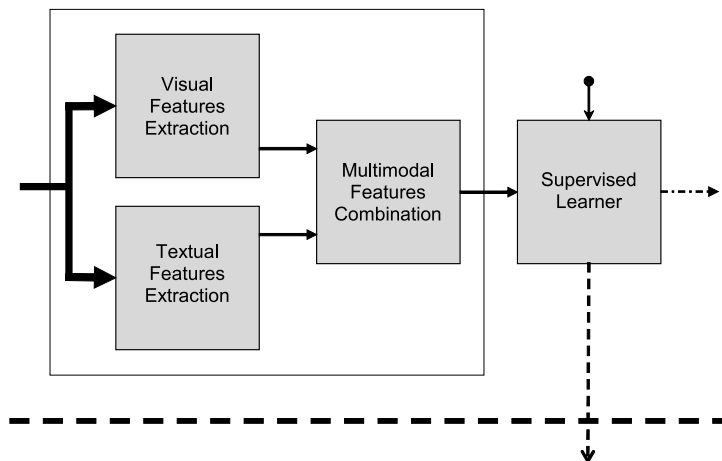 Visual
Features
Extraction
Textual
Features
Extraction
Multimodal
Features
Combination
Supervised
Learner